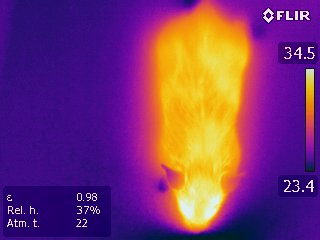 FLIR
34.5
23.4
ε 0.98
Rel. h. 37%
Atm. t. 22